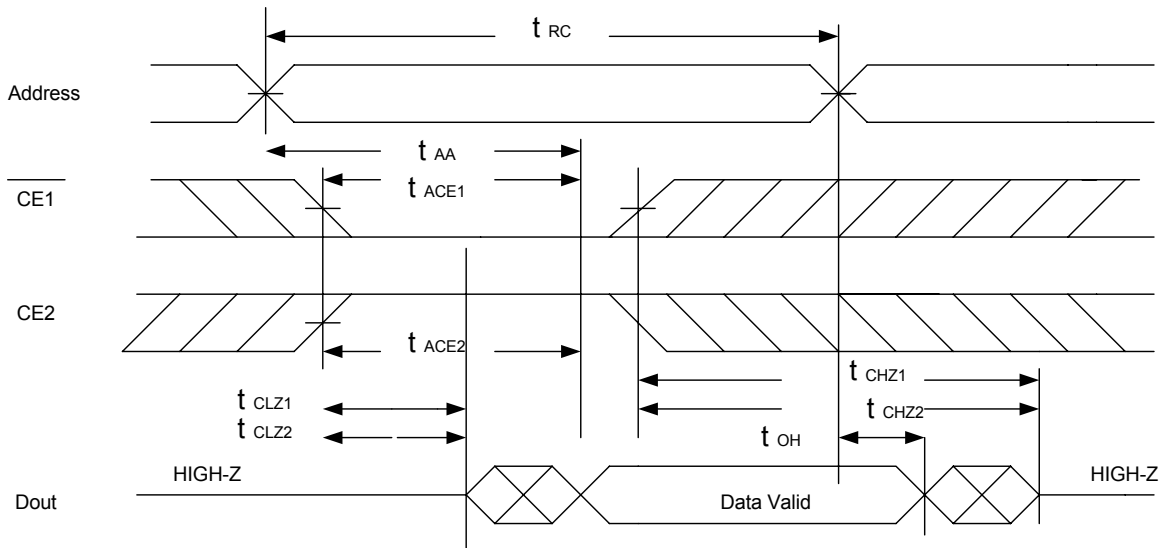 t RC
Address
t AA
CE1
t ACE1
CE2
t ACE2
t CHZ1
t CLZ1
t CHZ2
t CLZ2
t OH
HIGH-Z
HIGH-Z
Dout
Data Valid